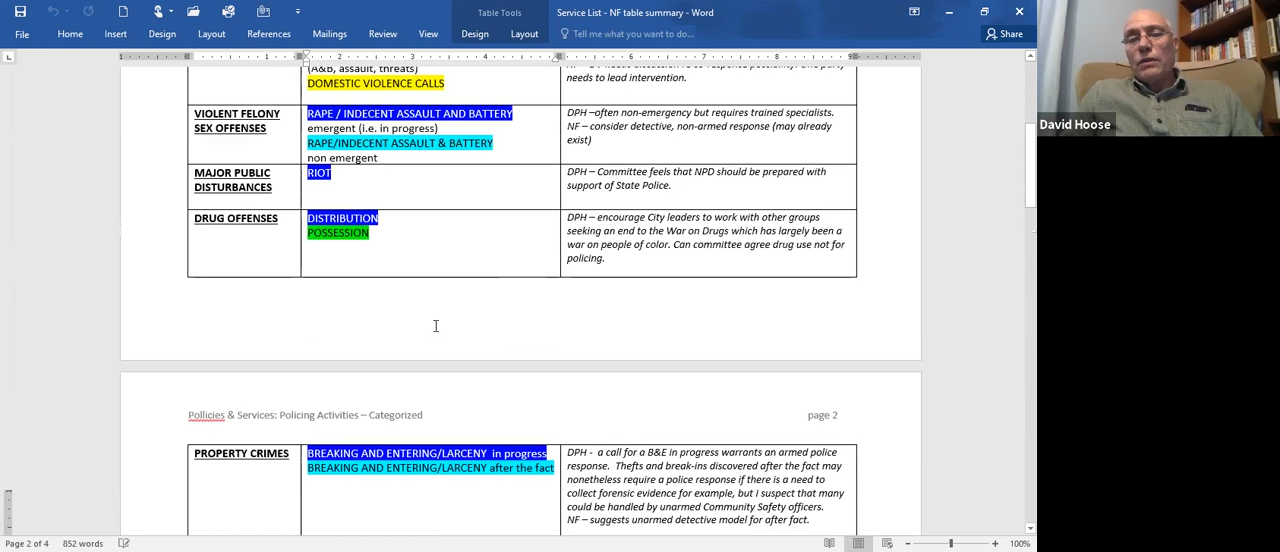 Table Tools
Service List - NF table summary - Word
File Home Insert Design Layout References Mailings Review View Design Layout Tell me what you want to do... Share
1 1 2 3 4 5 6 7 8 9
(A&B, assault, threats)
DOMESTIC VIOLENCE CALLS
needs to lead intervention.
VIOLENT FELONY
SEX OFFENSES
RAPE / INDECENT ASSAULT AND BATTERY
emergent (i.e. in progress)
RAPE/INDECENT ASSAULT & BATTERY
non emergent
DPH –often non-emergency but requires trained specialists.
NF – consider detective, non-armed response (may already
exist)
MAJOR PUBLIC
DISTURBANCES
RIOT
DPH – Committee feels that NPD should be prepared with
support of State Police.
DRUG OFFENSES
DISTRIBUTION
POSSESSION
DPH – encourage City leaders to work with other groups
seeking an end to the War on Drugs which has largely been a
war on people of color. Can committee agree drug use not for
policing.
Pollicies & Services: Policing Activities – Categorized page 2
PROPERTY CRIMES
BREAKING AND ENTERING/LARCENY in progress
BREAKING AND ENTERING/LARCENY after the fact
DPH - a call for a B&E in progress warrants an armed police
response. Thefts and break-ins discovered after the fact may
nonetheless require a police response if there is a need to
collect forensic evidence for example, but I suspect that many
could be handled by unarmed Community Safety officers.
NF – suggests unarmed detective model for after fact.
Page 2 of 4 852 words 100%
David Hoose